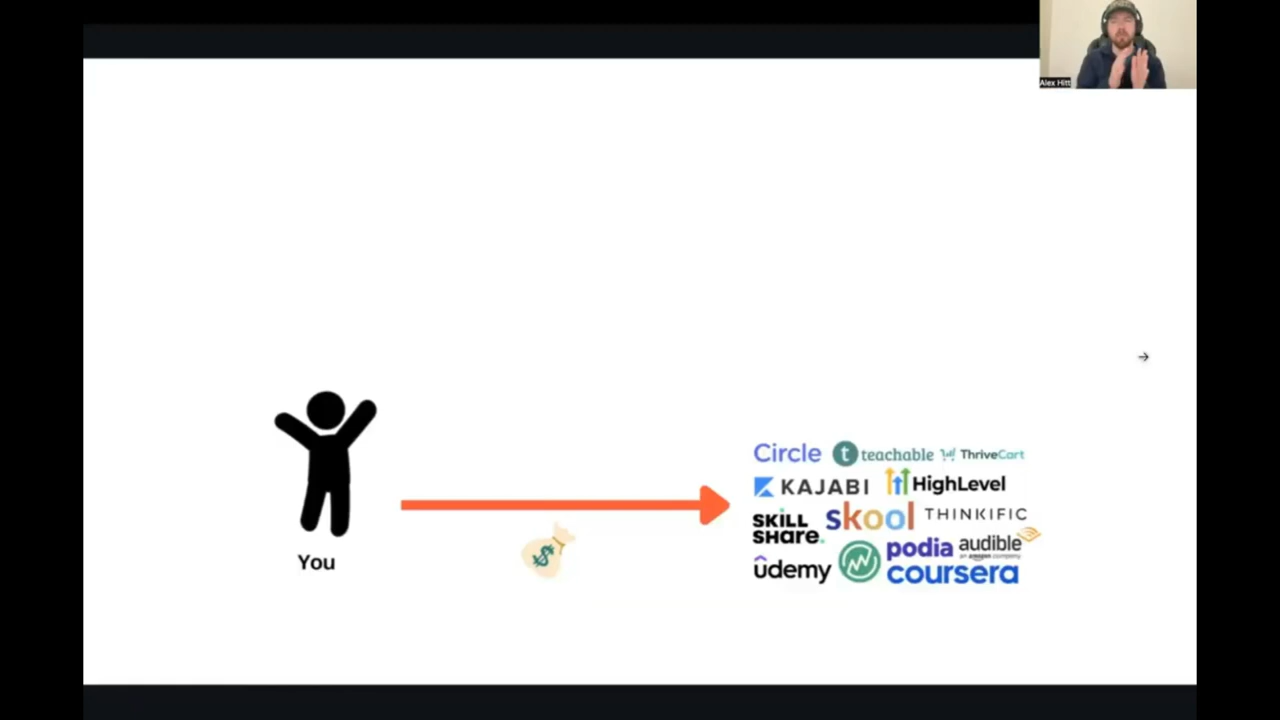 Alex Hitt
Circle teachable ThriveCart
KAJABI HighLevel
SKILL SHARE. skool THINKIFIC
podia audible
an amazon company
udemy coursera
$
You